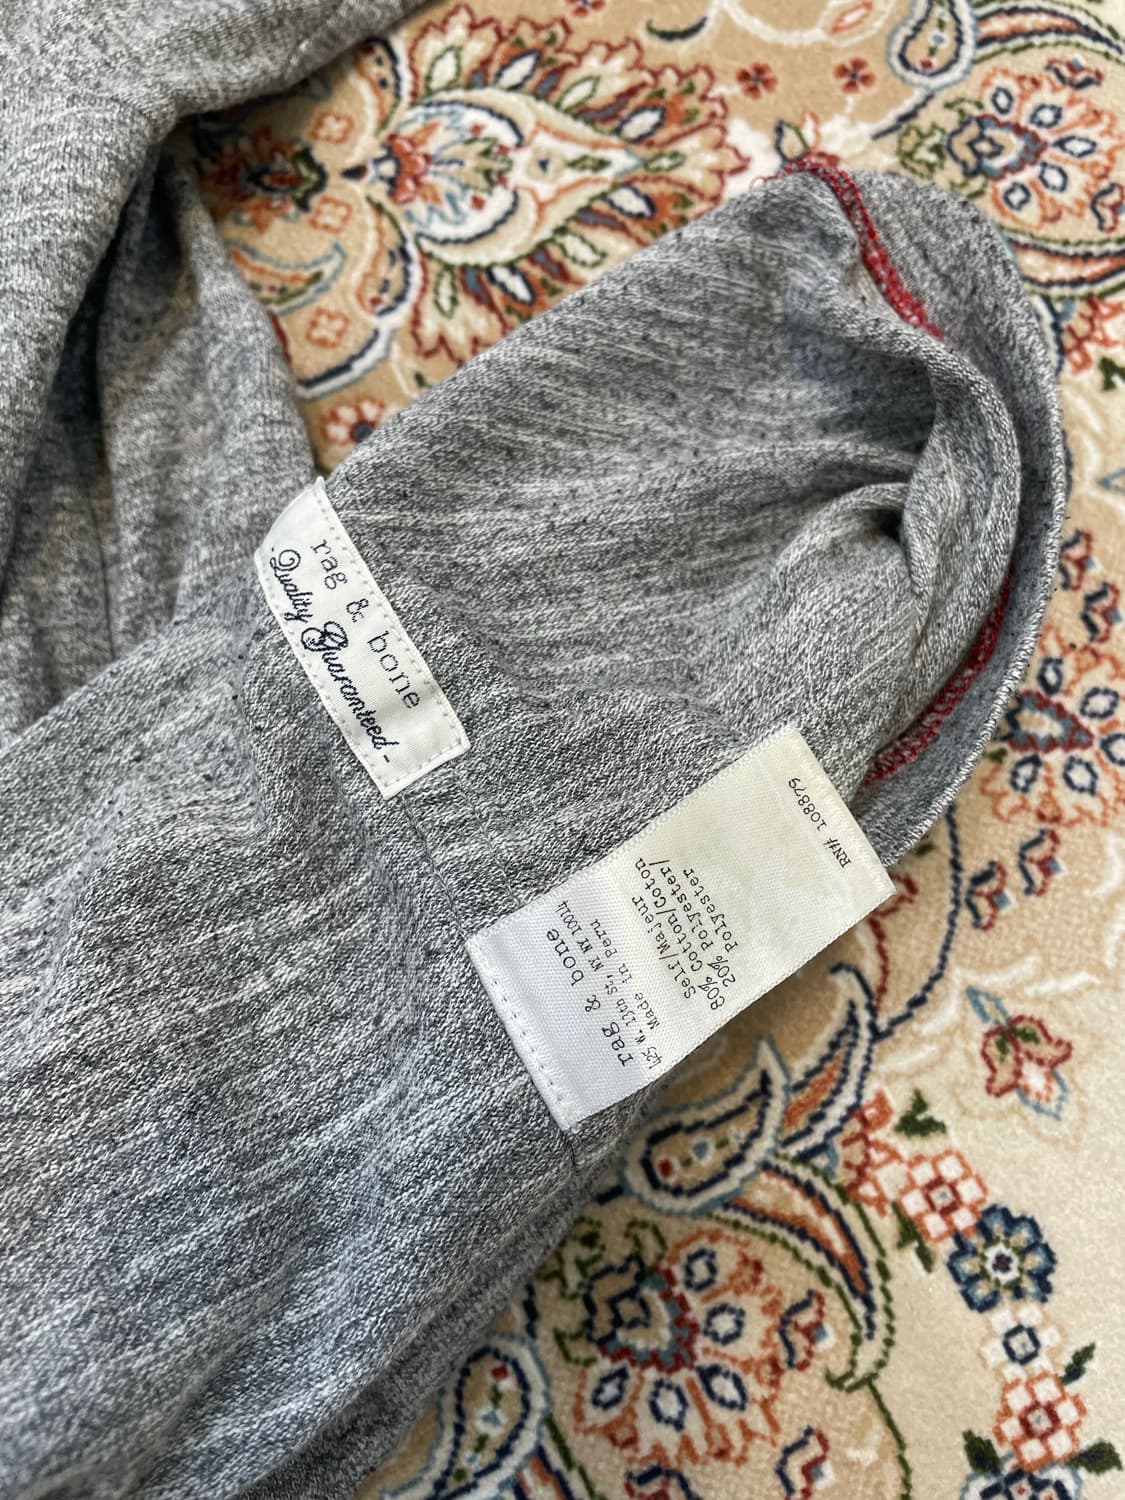 rag & bone
- Quality Guaranteed -
rag & bone
425 W. 13th St., NY NY 10014
Made in Peru
Self/Majeur
80% Cotton/Coton
20% Polyester/
Polyester
RN# 108879